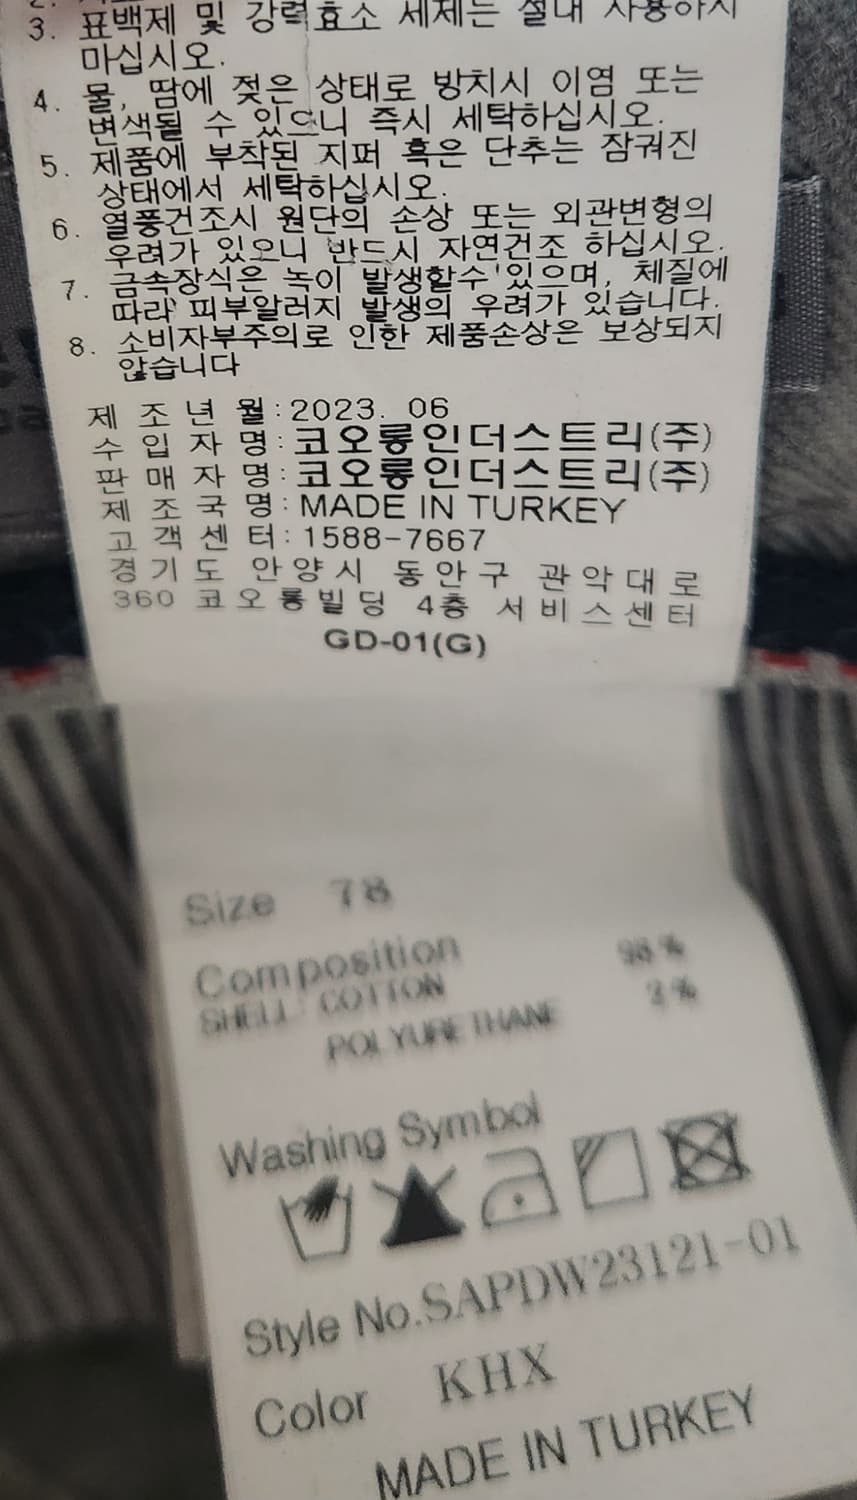 3. 표백제 및 강력효소 세제는 절대 사용하지
마십시오.
4. 물, 땀에 젖은 상태로 방치시 이염 또는
변색될 수 있으니 즉시 세탁하십시오.
5. 제품에 부착된 지퍼 혹은 단추는 잠궈진
상태에서 세탁하십시오.
6. 열풍건조시 원단의 손상 또는 외관변형의
우려가 있으니 반드시 자연건조 하십시오.
7. 금속장식은 녹이 발생할수 있으며, 체질에
따라 피부알러지 발생의 우려가 있습니다.
8. 소비자부주의로 인한 제품손상은 보상되지
않습니다
제 조 년 월:2023. 06
수 입 자 명:코오롱인더스트리(주)
판 매 자 명:코오롱인더스트리(주)
제 조 국 명:MADE IN TURKEY
고 객 센 터:1588-7667
경 기 도 안 양 시 동 안 구 관 악 대 로
360 코 오 롱 빌 딩 4층 서 비 스 센 터
GD-01(G)
Size 78
Composition
SHELL: COTTON 98%
POLYURETHANE 2%
Washing Symbol
Style No.SAPDW23121-01
Color KHX
MADE IN TURKEY